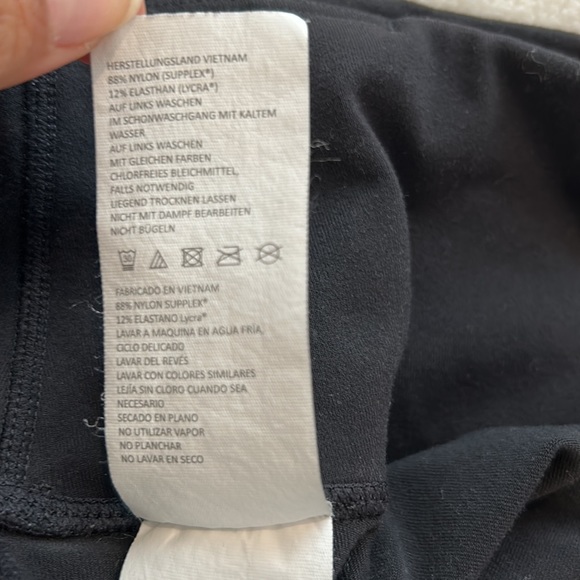 HERSTELLUNGSLAND VIETNAM
88% NYLON (SUPPLEX®)
12% ELASTHAN (LYCRA®)
AUF LINKS WASCHEN
IM SCHONWASCHGANG MIT KALTEM
WASSER
AUF LINKS WASCHEN
MIT GLEICHEN FARBEN
CHLORFREIES BLEICHMITTEL,
FALLS NOTWENDIG
LIEGEND TROCKNEN LASSEN
NICHT MIT DAMPF BEARBEITEN
NICHT BÜGELN
30
FABRICADO EN VIETNAM
88% NYLON SUPPLEX®
12% ELASTANO Lycra®
LAVAR A MAQUINA EN AGUA FRÍA,
CICLO DELICADO
LAVAR DEL REVÉS
LAVAR CON COLORES SIMILARES
LEJÍA SIN CLORO CUANDO SEA
NECESARIO
SECADO EN PLANO
NO UTILIZAR VAPOR
NO PLANCHAR
NO LAVAR EN SECO